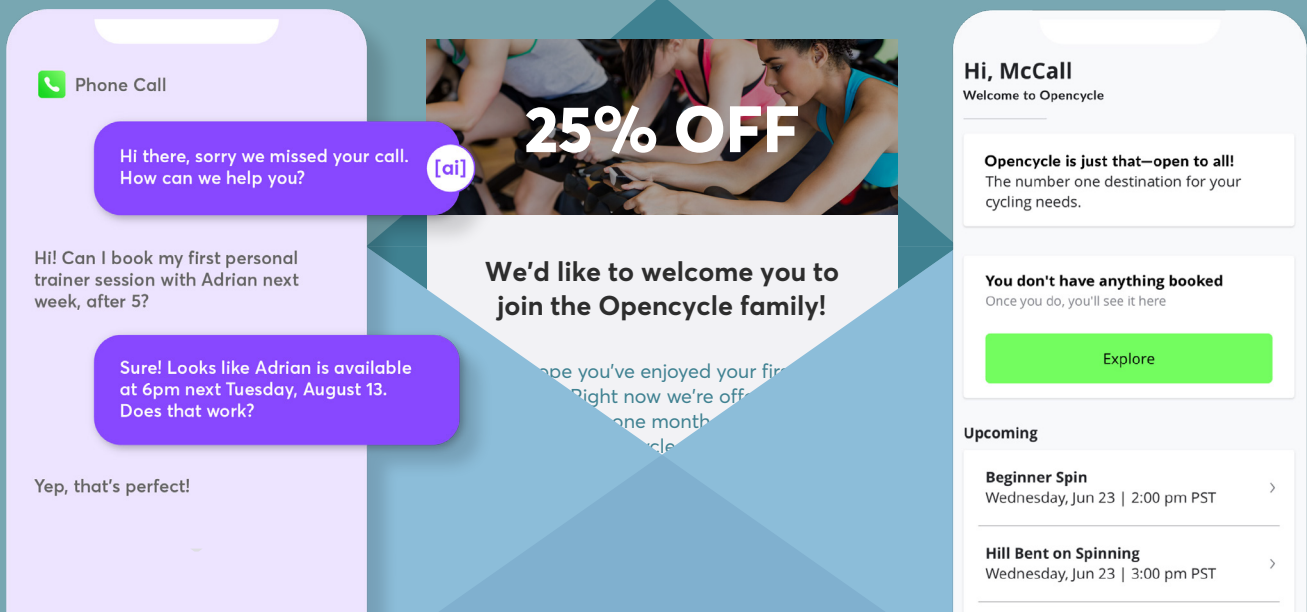 Phone Call
Hi there, sorry we missed your call.
How can we help you?
[ai]
Hi! Can I book my first personal
trainer session with Adrian next
week, after 5?
Sure! Looks like Adrian is available
at 6pm next Tuesday, August 13.
Does that work?
Yep, that's perfect!
25% OFF
We'd like to welcome you to
join the Opencycle family!
you've enjoyed your
Right now we're
one month
Hi, McCall
Welcome to Opencycle
Opencycle is just that—open to all!
The number one destination for your
cycling needs.
You don't have anything booked
Once you do, you'll see it here
Explore
Upcoming
Beginner Spin
Wednesday, Jun 23 | 2:00 pm PST
Hill Bent on Spinning
Wednesday, Jun 23 | 3:00 pm PST